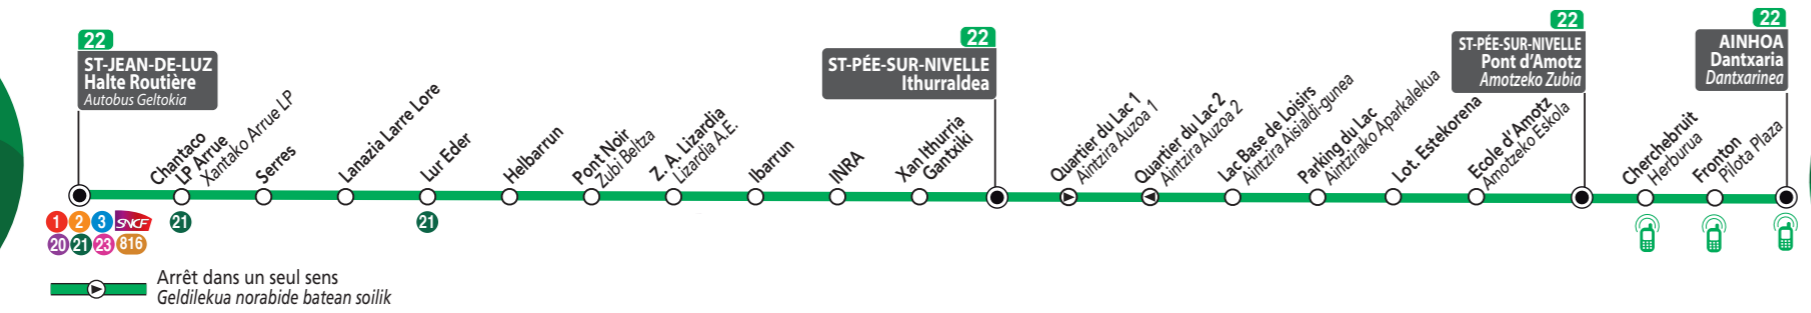 22
ST-JEAN-DE-LUZ
Halte Routière
Autobus Geltokia
Chantaco
LP Arrue
Xantako Arrue LP
Serres
Lanazia Larre Lore
Lur Eder
Helbarrun
Pont Noir
Zubi Beltza
Z. A. Lizardia
Lizardia A.E.
Ibarrun
INRA
Xan Ithurria
Gantxiki
22
ST-PÉE-SUR-NIVELLE
Ithurraldea
Quartier du Lac 1
Aintzira Auzoa 1
Quartier du Lac 2
Aintzira Auzoa 2
Lac Base de Loisirs
Aintzira Aisialdi-gunea
Parking du Lac
Aintzirako Aparkalekua
Lot. Estekorena
Ecole d'Amotz
Amotzeko Eskola
22
ST-PÉE-SUR-NIVELLE
Pont d'Amotz
Amotzeko Zubia
Cherchebruit
Herburua
Fronton
Pilota Plaza
22
AINHOA
Dantxaria
Dantxarinea
1 2 3 SNCF
20 21 23 816
21
21
Arrêt dans un seul sens
Geldilekua norabide batean soilik